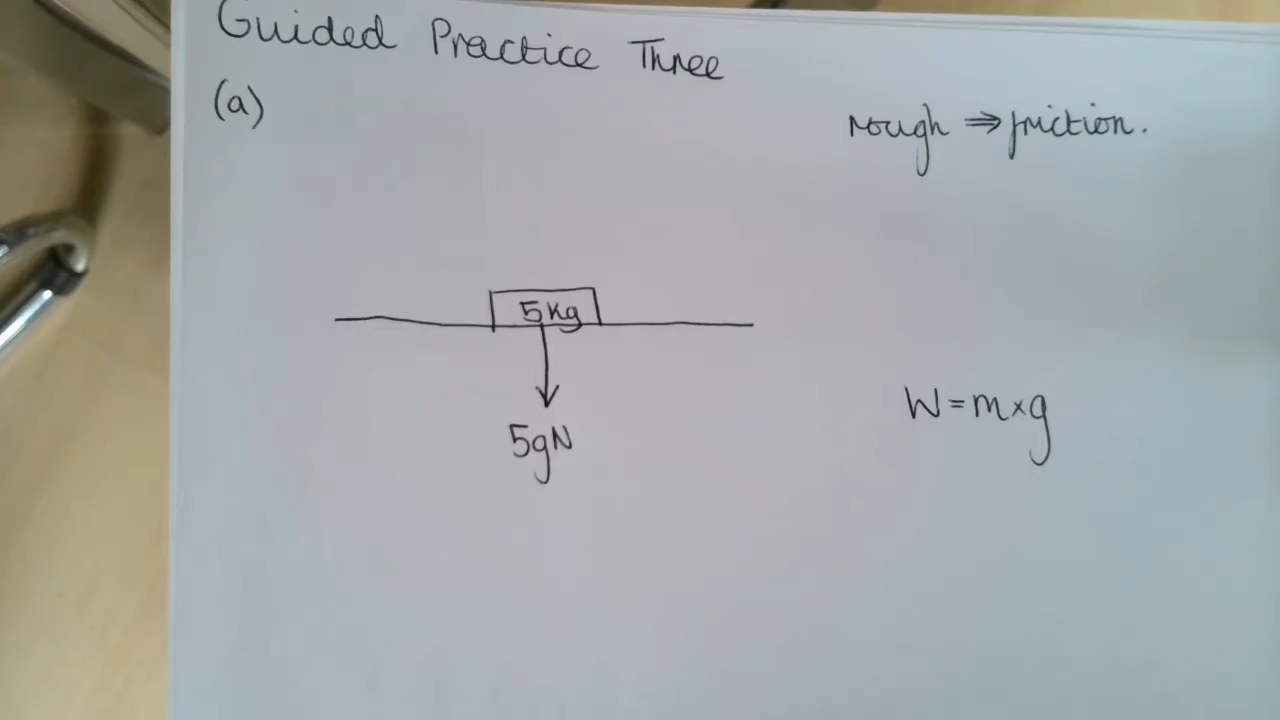 Guided Practice Three
(a)
rough ⇒ friction.
5Kg
5gN
W = m×g